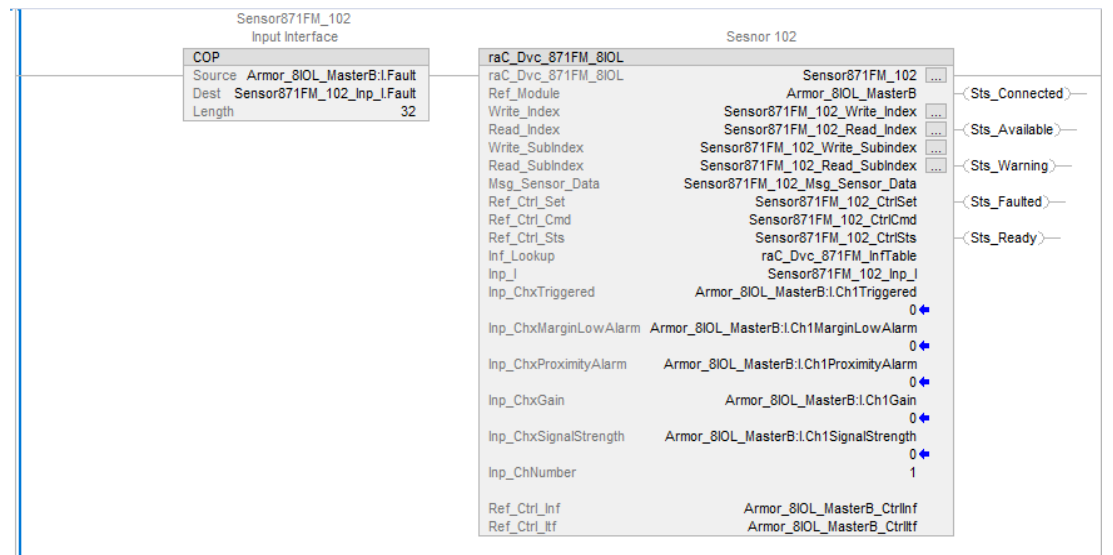 Sensor871FM_102
Input Interface
COP
Source Armor_8IOL_MasterB:I.Fault
Dest Sensor871FM_102_Inp_I.Fault
Length 32
Sesnor 102
raC_Dvc_871FM_8IOL
raC_Dvc_871FM_8IOL Sensor871FM_102 ...
Ref_Module Armor_8IOL_MasterB (Sts_Connected)
Write_Index Sensor871FM_102_Write_Index ...
Read_Index Sensor871FM_102_Read_Index ... (Sts_Available)
Write_SubIndex Sensor871FM_102_Write_Subindex ...
Read_SubIndex Sensor871FM_102_Read_SubIndex ... (Sts_Warning)
Msg_Sensor_Data Sensor871FM_102_Msg_Sensor_Data
Ref_Ctrl_Set Sensor871FM_102_CtrlSet (Sts_Faulted)
Ref_Ctrl_Cmd Sensor871FM_102_CtrlCmd
Ref_Ctrl_Sts Sensor871FM_102_CtrlSts (Sts_Ready)
Inf_Lookup raC_Dvc_871FM_InfTable
Inp_I Sensor871FM_102_Inp_I
Inp_ChxTriggered Armor_8IOL_MasterB:I.Ch1Triggered
0
Inp_ChxMarginLowAlarm Armor_8IOL_MasterB:I.Ch1MarginLowAlarm
0
Inp_ChxProximityAlarm Armor_8IOL_MasterB:I.Ch1ProximityAlarm
0
Inp_ChxGain Armor_8IOL_MasterB:I.Ch1Gain
0
Inp_ChxSignalStrength Armor_8IOL_MasterB:I.Ch1SignalStrength
0
Inp_ChNumber 1
Ref_Ctrl_Inf Armor_8IOL_MasterB_CtrlInf
Ref_Ctrl_Itf Armor_8IOL_MasterB_CtrlItf